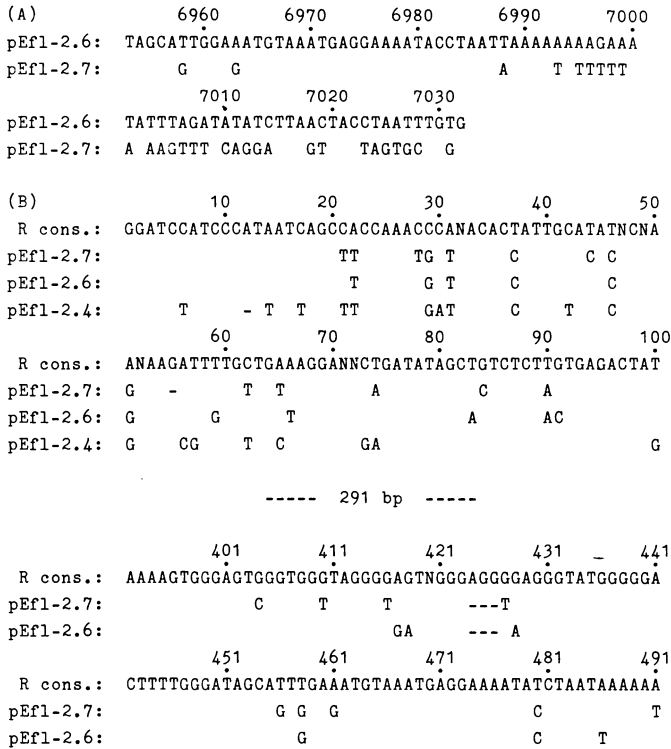 (A)      6960      6970      6980      6990      7000
pEf1-2.6: TAGCATTGGAAATGTAAATGAGGAAAATACCTAATTAAAAAAAAGAAA
pEf1-2.7:      G    C                        A    T TTTTT
7010      7020      7030
pEf1-2.6: TATTTAGATATATCTTAACTACCTAATTTGTG
pEf1-2.7: A AAGTTT CAGGA   GT   TAGTGC  G
(B)      10        20        30        40        50
R cons.: GGATCCATCCCATAATCAGCCACCAAACCCANACACTATTGCATATNCNA
pEf1-2.7:                     TT     TG T     C      C C
pEf1-2.6:                      T      G T     C        C
pEf1-2.4:      T     - T  T   TT      GAT     C    T   C
60        70        80        90        100
R cons.: ANAAGATTTTGCTGAAAGGANNCTGATATAGCTGTCTCTTGTGAGACTAT
pEf1-2.7: G   -      T  T        A         C     A
pEf1-2.6: G       G      T                A      AC
pEf1-2.4: G    CG    T  C       GA                         G
----- 291 bp -----
401       411       421       431       441
R cons.: AAAAGTGGGAGTGGGTGGGTAGGGGAGTNGGGAGGGGAGGGTATGGGGGA
pEf1-2.7:             C     T     T       ---T
pEf1-2.6:                          GA     --- G
451       461       471       481       491
R cons.: CTTTTGGGATAGCATTTGAAATGTAAATGAGGAAAATATCTAATAAAAAA
pEf1-2.7:               G G  G                  C          T
pEf1-2.6:                 G                     C     T